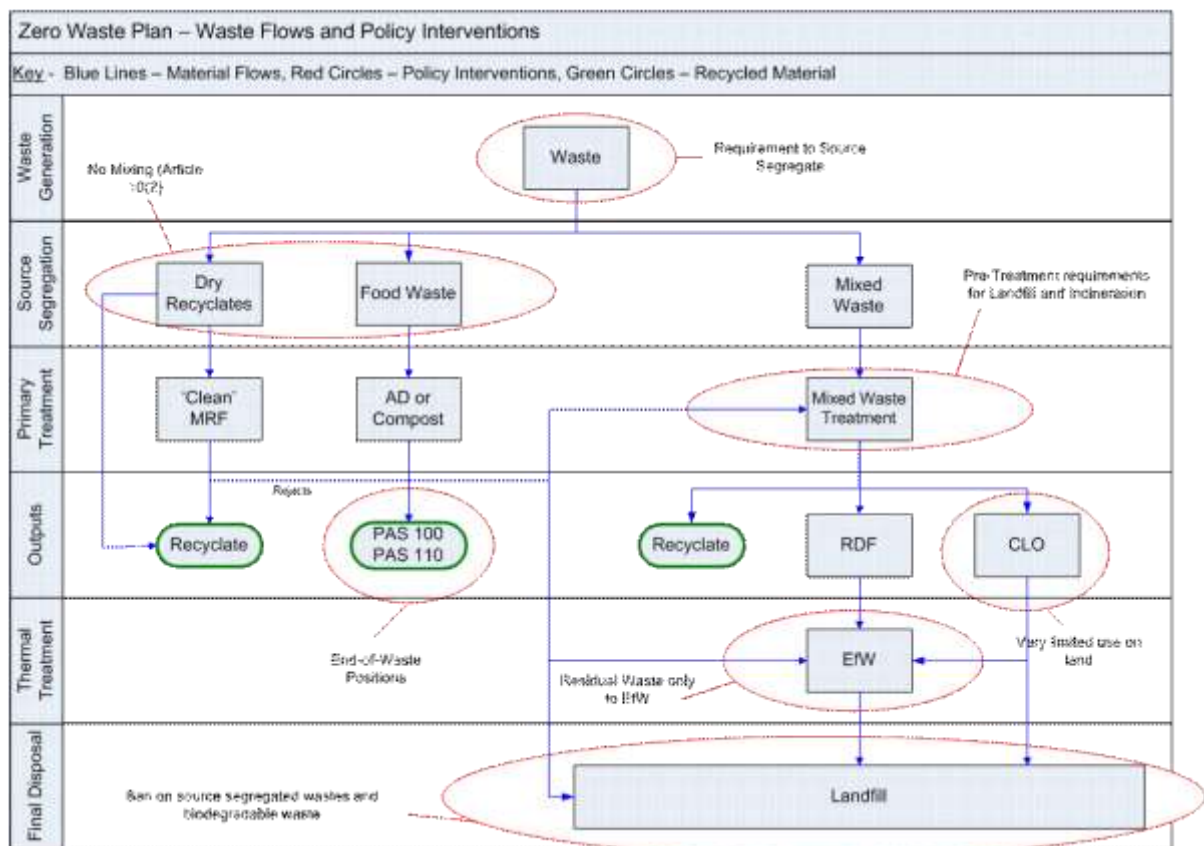 Zero Waste Plan – Waste Flows and Policy Interventions
Key - Blue Lines – Material Flows, Red Circles – Policy Interventions, Green Circles – Recycled Material
Waste
Generation
Waste
Requirement to Source
Segregate
No Mixing (Article
10(2)
Source
Segregation
Dry
Recyclates
Food Waste
Mixed
Waste
Pre-Treatment requirements
for Landfill and Incineration
Primary
Treatment
"Clean"
MRF
AD or
Compost
Mixed Waste
Treatment
Rejects
Outputs
Recyclate
PAS 100
PAS 110
Recyclate
RDF
CLO
Thermal
Treatment
End-of-Waste
Positions
Residual Waste only
to EfW
EfW
Very limited use on
land
Final Disposal
Ban on source segregated wastes and
biodegradable waste
Landfill